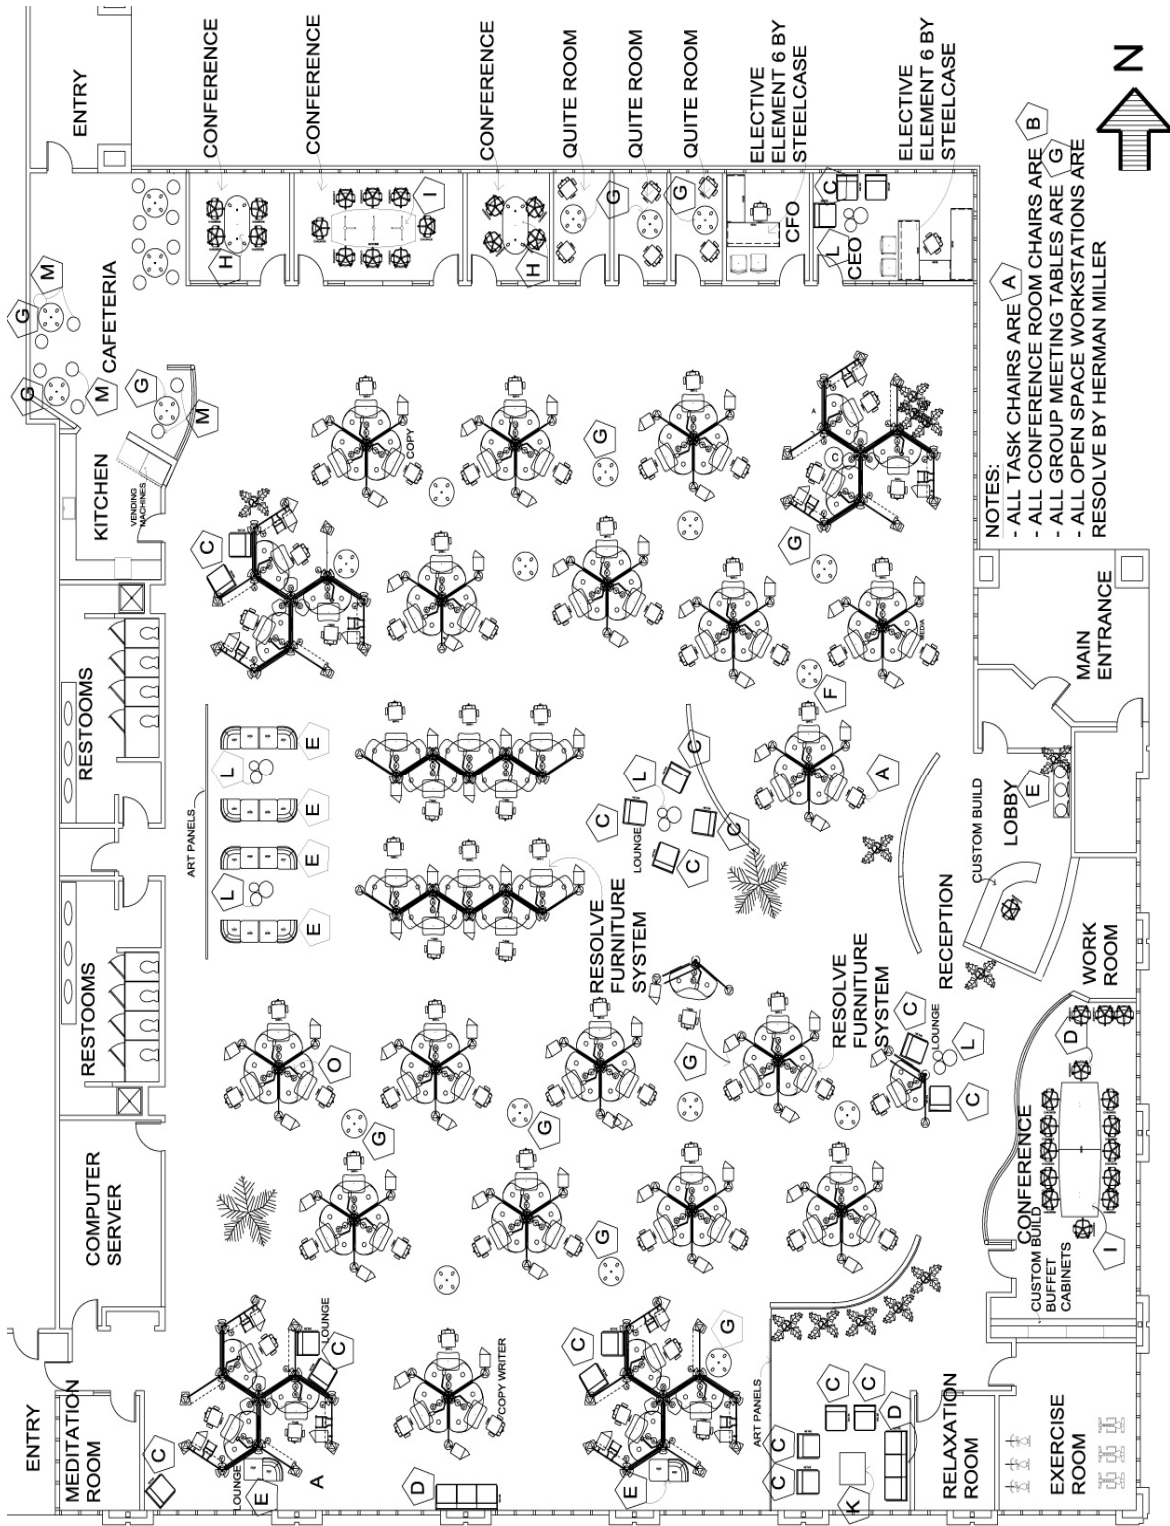 N
ENTRY
CONFERENCE
CONFERENCE
CONFERENCE
QUITE ROOM
QUITE ROOM
QUITE ROOM
ELECTIVE
ELEMENT 6 BY
STEELCASE
ELECTIVE
ELEMENT 6 BY
STEELCASE
H
I
H
G
G
CFO
C
L
CEO
NOTES:
- ALL TASK CHAIRS ARE A
- ALL CONFERENCE ROOM CHAIRS ARE B
- ALL GROUP MEETING TABLES ARE G
- ALL OPEN SPACE WORKSTATIONS ARE
RESOLVE BY HERMAN MILLER
CAFETERIA
M
G
G
M
G
M
KITCHEN
VENDING
MACHINES
COPY
G
A
C
G
C
MEDIA
F
MAIN
ENTRANCE
RESTOOMS
ART PANELS
E
L
E
E
L
E
L
C
C
C
C
LOUNGE
A
E
LOBBY
CUSTOM BUILD
RECEPTION
WORK
ROOM
RESOLVE
FURNITURE
SYSTEM
RESOLVE
FURNITURE
SYSTEM
RESTOOMS
O
G
G
G
G
C
LOUNGE
L
C
D
CONFERENCE
I
CUSTOM BUILD
BUFFET
CABINETS
COMPUTER
SERVER
ENTRY
MEDITATION
ROOM
C
LOUNGE
C
LOUNGE
E
A
COPY WRITER
D
C
G
E
ART PANELS
C
C
C
C
D
K
RELAXATION
ROOM
EXERCISE
ROOM